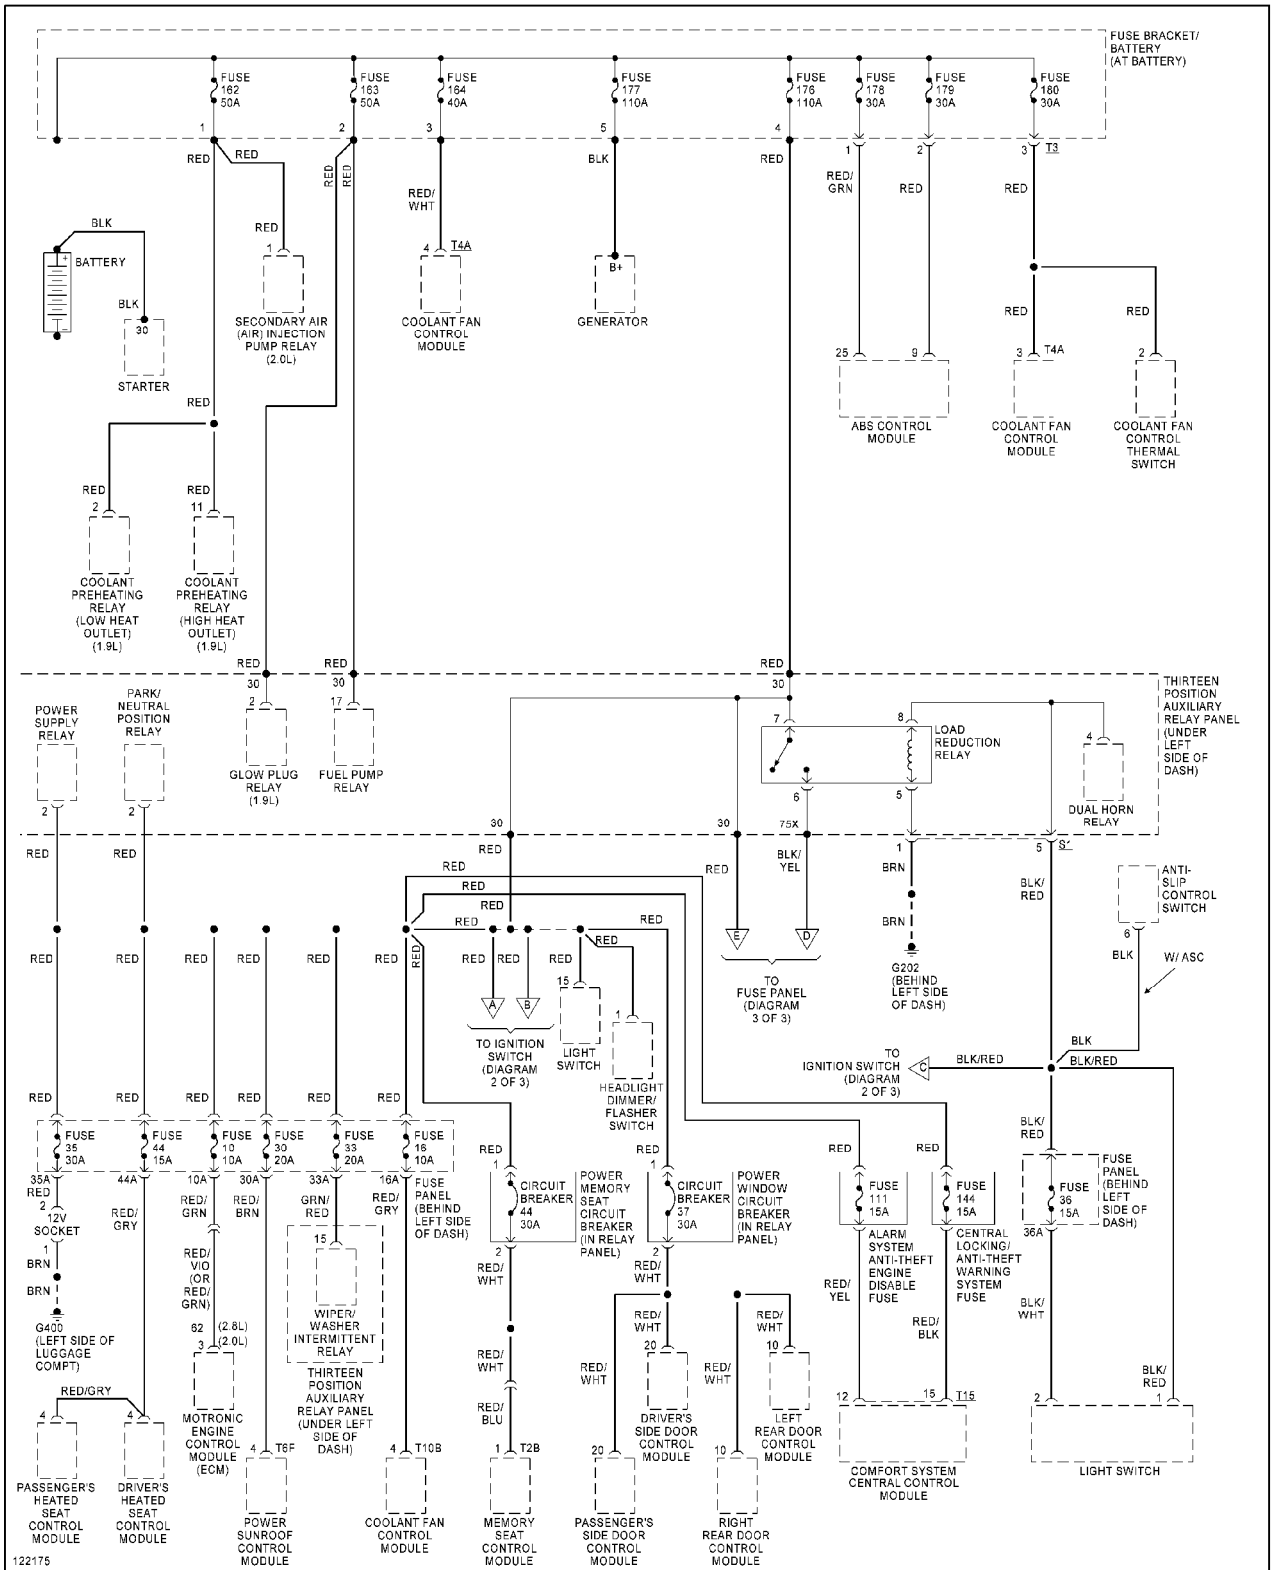 FUSE BRACKET/
BATTERY
(AT BATTERY)
FUSE
162
50A
FUSE
163
50A
FUSE
164
40A
FUSE
177
110A
FUSE
176
110A
FUSE
178
30A
FUSE
179
30A
FUSE
180
30A
1
2
3
5
4
1
2
3
T3
RED
RED
RED
RED
RED/
WHT
BLK
RED
RED/
GRN
RED
RED
BLK
RED
BATTERY
+
-
BLK
30
STARTER
1
SECONDARY AIR
(AIR) INJECTION
PUMP RELAY
(2.0L)
4
T4A
COOLANT FAN
CONTROL
MODULE
B+
GENERATOR
RED
RED
25
9
ABS CONTROL
MODULE
3
T4A
COOLANT FAN
CONTROL
MODULE
2
COOLANT FAN
CONTROL
THERMAL
SWITCH
RED
RED
2
RED
11
COOLANT
PREHEATING
RELAY
(LOW HEAT
OUTLET)
(1.9L)
COOLANT
PREHEATING
RELAY
(HIGH HEAT
OUTLET)
(1.9L)
RED
RED
RED
30
30
30
THIRTEEN
POSITION
AUXILIARY
RELAY PANEL
(UNDER
LEFT
SIDE OF
DASH)
POWER
SUPPLY
RELAY
2
PARK/
NEUTRAL
POSITION
RELAY
2
2
GLOW PLUG
RELAY
(1.9L)
17
FUEL PUMP
RELAY
7
8
LOAD
REDUCTION
RELAY
6
5
4
DUAL HORN
RELAY
30
30
75X
1
5
S1
RED
RED
RED
RED
BLK/
YEL
BRN
BLK/
RED
ANTI-
SLIP
CONTROL
SWITCH
6
BLK
W/ ASC
RED
RED
RED
RED
RED
RED
E
D
TO
FUSE PANEL
(DIAGRAM
3 OF 3)
BRN
G202
(BEHIND
LEFT SIDE
OF DASH)
RED
RED
RED
RED
RED
RED
RED
RED
RED
RED
A
B
TO IGNITION
SWITCH
(DIAGRAM
2 OF 3)
15
LIGHT
SWITCH
1
HEADLIGHT
DIMMER/
FLASHER
SWITCH
TO
IGNITION SWITCH
(DIAGRAM
2 OF 3)
C
BLK/RED
BLK
BLK/RED
RED
RED
RED
RED
RED
RED
FUSE
35
30A
FUSE
44
15A
FUSE
10
10A
FUSE
30
20A
FUSE
33
20A
FUSE
16
10A
FUSE
PANEL
(BEHIND
LEFT SIDE
OF DASH)
35A
44A
10A
30A
33A
16A
RED
1
CIRCUIT
BREAKER
44
30A
2
POWER
MEMORY
SEAT
CIRCUIT
BREAKER
(IN RELAY
PANEL)
RED
1
CIRCUIT
BREAKER
37
30A
2
POWER
WINDOW
CIRCUIT
BREAKER
(IN RELAY
PANEL)
RED
FUSE
111
15A
ALARM
SYSTEM
ANTI-THEFT
ENGINE
DISABLE
FUSE
RED
FUSE
144
15A
CENTRAL
LOCKING/
ANTI-THEFT
WARNING
SYSTEM
FUSE
BLK/
RED
FUSE
36
15A
36A
FUSE
PANEL
(BEHIND
LEFT
SIDE OF
DASH)
RED
2
12V
SOCKET
1
BRN
BRN
G400
(LEFT SIDE OF
LUGGAGE
COMPT)
RED/
GRY
RED/
GRN
RED/
VIO
(OR
RED/
GRN)
62
(2.8L)
3
(2.0L)
MOTRONIC
ENGINE
CONTROL
MODULE
(ECM)
RED/
BRN
GRN/
RED
15
WIPER/
WASHER
INTERMITTENT
RELAY
THIRTEEN
POSITION
AUXILIARY
RELAY PANEL
(UNDER LEFT
SIDE OF
DASH)
RED/
GRY
RED/
WHT
RED/
WHT
RED/
BLU
RED/
WHT
RED/
WHT
RED/
WHT
20
DRIVER'S
SIDE DOOR
CONTROL
MODULE
RED/
WHT
RED/
WHT
10
LEFT
REAR DOOR
CONTROL
MODULE
RED/
YEL
RED/
BLK
BLK/
WHT
BLK/
RED
RED/GRY
4
4
PASSENGER'S
HEATED
SEAT
CONTROL
MODULE
DRIVER'S
HEATED
SEAT
CONTROL
MODULE
4
T6F
POWER
SUNROOF
CONTROL
MODULE
4
T10B
COOLANT FAN
CONTROL
MODULE
1
T2B
MEMORY
SEAT
CONTROL
MODULE
20
PASSENGER'S
SIDE DOOR
CONTROL
MODULE
10
RIGHT
REAR DOOR
CONTROL
MODULE
12
15
T15
COMFORT SYSTEM
CENTRAL CONTROL
MODULE
2
1
LIGHT SWITCH
122175